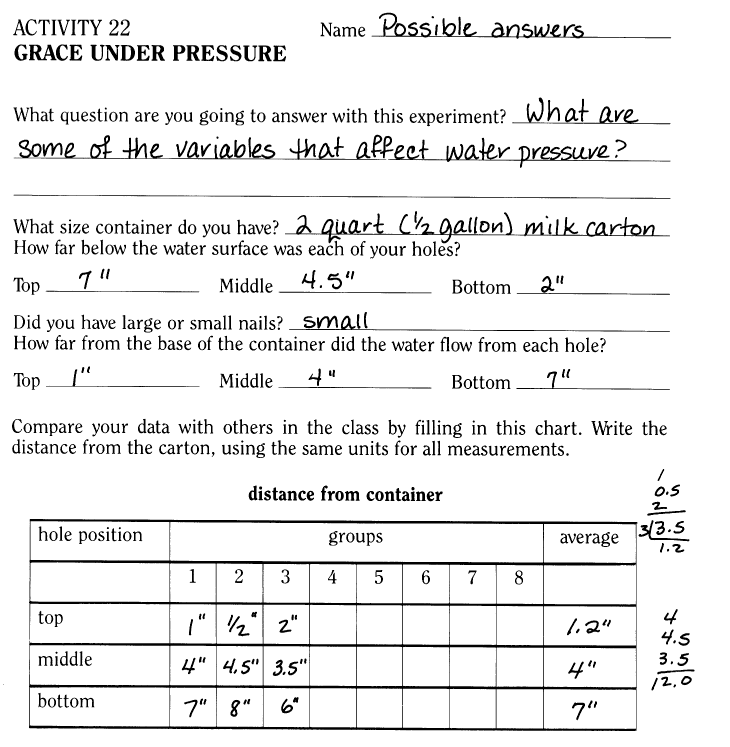 ACTIVITY 22
Name Possible answers
GRACE UNDER PRESSURE
What question are you going to answer with this experiment? What are
some of the variables that affect water pressure?
What size container do you have? 2 quart (1/2 gallon) milk carton
How far below the water surface was each of your holes?
Top 7" Middle 4.5" Bottom 2"
Did you have large or small nails? small
How far from the base of the container did the water flow from each hole?
Top 1" Middle 4" Bottom 7"
Compare your data with others in the class by filling in this chart. Write the
distance from the carton, using the same units for all measurements.
distance from container
1
0.5
2
3 3.5
1.2
hole position groups average
1 2 3 4 5 6 7 8
top 1" 1/2" 2" 1.2"
middle 4" 4.5" 3.5" 4"
bottom 7" 8" 6" 7"
4
4.5
3.5
12.0